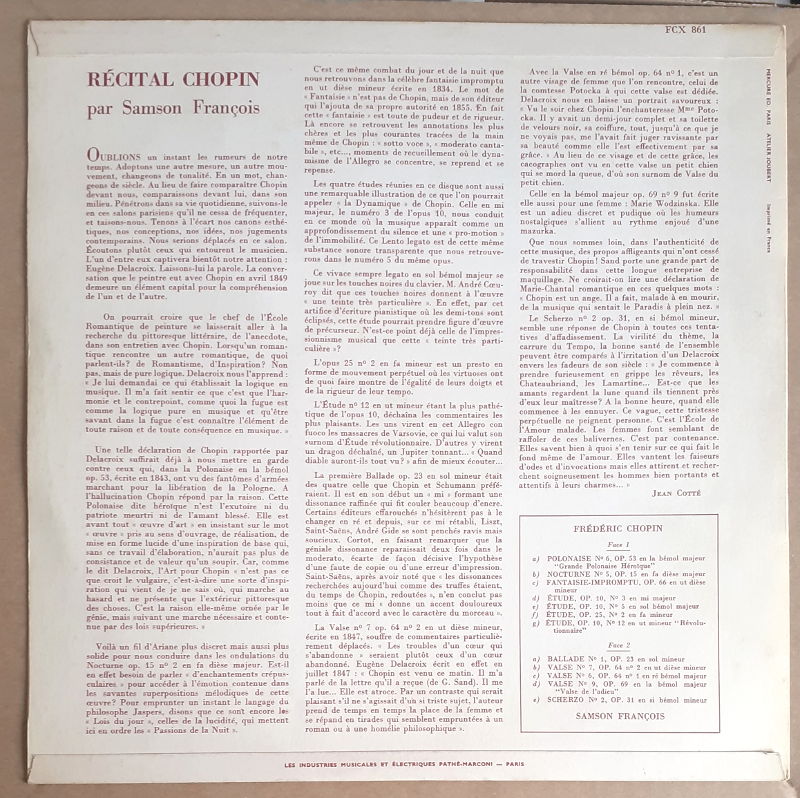 FCX 861
RÉCITAL CHOPIN
par Samson François
OUBLIONS un instant les rumeurs de notre
temps. Adoptons une autre mesure, un autre mou-
vement, changeons de tonalité. En un mot, chan-
geons de siècle. Au lieu de faire comparaître Chopin
devant nous, comparaissons devant lui, dans son
milieu. Pénétrons dans sa vie quotidienne, suivons-le
en ces salons parisiens qu'il ne cessa de fréquenter,
et taisons-nous. Tenons à l'écart nos canons esthé-
tiques, nos conceptions, nos idées, nos jugements
contemporains. Nous serions déplacés en ce salon.
Écoutons plutôt ceux qui entourent le musicien.
L'un d'entre eux captivera bientôt notre attention :
Eugène Delacroix. Laissons-lui la parole. La conver-
sation que le peintre eut avec Chopin en avril 1849
demeure un élément capital pour la compréhension
de l'un et de l'autre.
On pourrait croire que le chef de l'École
Romantique de peinture se laisserait aller à la
recherche du pittoresque littéraire, de l'anecdote,
dans son entretien avec Chopin. Lorsqu'un roman-
tique rencontre un autre romantique, de quoi
parlent-ils? de Romantisme, d'Inspiration? Non
pas, mais de pure logique. Delacroix nous l'apprend :
« Je lui demandai ce qui établissait la logique en
musique. Il m'a fait sentir ce que c'est que l'har-
monie et le contrepoint, comme quoi la fugue est
comme la logique pure en musique et qu'être
savant dans la fugue c'est connaître l'élément de
toute raison et de toute conséquence en musique. »
Une telle déclaration de Chopin rapportée par
Delacroix suffirait déjà à nous mettre en garde
contre ceux qui, dans la Polonaise en la bémol
op. 53, écrite en 1843, ont vu des fantômes d'armées
marchant pour la libération de la Pologne. A
l'hallucination Chopin répond par la raison. Cette
Polonaise dite héroïque n'est l'exutoire ni du
patriote meurtri ni de l'amant blessé. Elle est
avant tout « œuvre d'art » en insistant sur le mot
« œuvre » pris au sens d'ouvrage, de réalisation, de
mise en forme lucide d'une inspiration de base qui,
sans ce travail d'élaboration, n'aurait pas plus de
consistance et de valeur qu'un soupir. Car, comme
le dit Delacroix, l'Art pour Chopin « n'est pas ce
que croit le vulgaire, c'est-à-dire une sorte d'inspi-
ration qui vient de je ne sais où, qui marche au
hasard et ne présente que l'extérieur pittoresque
des choses. C'est la raison elle-même ornée par le
génie, mais suivant une marche nécessaire et conte-
nue par des lois supérieures. »
Voilà un fil d'Ariane plus discret mais aussi plus
solide pour nous conduire dans les ondulations du
Nocturne op. 15 nº 2 en fa dièse majeur. Est-il
en effet besoin de parler « d'enchantements crépus-
culaires » pour accéder à l'émotion contenue dans
les savantes superpositions mélodiques de cette
œuvre? Pour emprunter un instant le langage du
philosophe Jaspers, disons que ce sont encore les
« Lois du jour », celles de la lucidité, qui mettent
ici en ordre les « Passions de la Nuit ».
C'est ce même combat du jour et de la nuit que
nous retrouvons dans la célèbre fantaisie impromptu
en ut dièse mineur écrite en 1834. Le mot de
« Fantaisie » n'est pas de Chopin, mais de son éditeur
qui l'ajouta de sa propre autorité en 1855. En fait
cette « fantaisie » est toute de pudeur et de rigueur.
Là encore se retrouvent les annotations les plus
chères et les plus courantes tracées de la main
même de Chopin : « sotto voce », « moderato canta-
bile », etc..., moments de recueillement où le dyna-
misme de l'Allegro se concentre, se reprend et se
repense.
Les quatre études réunies en ce disque sont aussi
une remarquable illustration de ce que l'on pourrait
appeler « la Dynamique » de Chopin. Celle en mi
majeur, le numéro 3 de l'opus 10, nous conduit
en ce monde où la musique apparaît comme un
approfondissement du silence et une « pro-motion »
de l'immobilité. Ce Lento legato est de cette même
substance sonore transparente que nous retrouve-
rons dans le numéro 5 du même opus.
Ce vivace sempre legato en sol bémol majeur se
joue sur les touches noires du clavier. M. André Cœu-
roy dit que ces touches noires donnent à l'œuvre
« une teinte très particulière ». En effet, par cet
artifice d'écriture pianistique où les demi-tons sont
éclipsés, cette étude pourrait prendre figure d'œuvre
de précurseur. N'est-ce point déjà celle de l'impres-
sionnisme musical que cette « teinte très parti-
culière »?
L'opus 25 nº 2 en fa mineur est un presto en
forme de mouvement perpétuel où les virtuoses ont
de quoi faire montre de l'égalité de leurs doigts et
de la rigueur de leur tempo.
L'Étude nº 12 en ut mineur étant la plus pathé-
tique de l'opus 10, déchaîna les commentaires les
plus plaisants. Les uns virent en cet Allegro con
fuoco les massacres de Varsovie, ce qui lui valut son
surnom d'Étude révolutionnaire. D'autres y virent
un dragon déchaîné, un Jupiter tonnant... « Quand
diable auront-ils tout vu? » afin de mieux écouter...
La première Ballade op. 23 en sol mineur était
des quatre celle que Chopin et Schumann préfé-
raient. Il est en son début un « mi » formant une
dissonance raffinée qui fit couler beaucoup d'encre.
Certains éditeurs effarouchés n'hésitèrent pas à le
changer en ré et depuis, sur ce mi rétabli, Liszt,
Saint-Saëns, André Gide se sont penchés ravis mais
soucieux. Cortot, en faisant remarquer que la
géniale dissonance reparaissait deux fois dans le
moderato, écarte de façon décisive l'hypothèse
d'une faute de copie ou d'une erreur d'impression.
Saint-Saëns, après avoir noté que « les dissonances
recherchées aujourd'hui comme des truffes étaient,
du temps de Chopin, redoutées », n'en conclut pas
moins que ce mi « donne un accent douloureux
tout à fait d'accord avec le caractère du morceau ».
La Valse nº 7 op. 64 nº 2 en ut dièse mineur,
écrite en 1847, souffre de commentaires particuliè-
rement déplacés. « Les troubles d'un cœur qui
s'abandonne » seraient plutôt ceux d'un cœur
abandonné. Eugène Delacroix écrit en effet en
juillet 1847 : « Chopin est venu ce matin. Il m'a
parlé de la lettre qu'il a reçue (de G. Sand). Il me
l'a lue... Elle est atroce. Par un contraste qui serait
plaisant s'il ne s'agissait d'un si triste sujet, l'auteur
prend de temps en temps la place de la femme et
se répand en tirades qui semblent empruntées à un
roman ou à une homélie philosophique ».
Avec la Valse en ré bémol op. 64 nº 1, c'est un
autre visage de femme que l'on rencontre, celui de
la comtesse Potocka à qui cette valse est dédiée.
Delacroix nous en laisse un portrait savoureux :
« Vu le soir chez Chopin l'enchanteresse Mme Poto-
cka. Il y avait un demi-jour complet et sa toilette
de velours noir, sa coiffure, tout, jusqu'à ce que je
ne voyais pas, me l'avait fait juger ravissante par
sa beauté comme elle l'est effectivement par sa
grâce. » Au lieu de ce visage et de cette grâce, les
cacographes ont vu en cette valse un petit chien
qui se mord la queue, d'où son surnom de Valse du
petit chien.
Celle en la bémol majeur op. 69 nº 9 fut écrite
elle aussi pour une femme : Marie Wodzinska. Elle
est un adieu discret et pudique où les humeurs
nostalgiques s'allient au rythme enjoué d'une
mazurka.
Que nous sommes loin, dans l'authenticité de
cette musique, des propos affligeants qui n'ont cessé
de travestir Chopin! Sand porte une grande part de
responsabilité dans cette longue entreprise de
maquillage. Ne croirait-on lire une déclaration de
Marie-Chantal romantique en ces quelques mots :
« Chopin est un ange. Il a fait, malade à en mourir,
de la musique qui sentait le Paradis à plein nez. »
Le Scherzo nº 2 op. 31, en si bémol mineur,
semble une réponse de Chopin à toutes ces tenta-
tives d'affadissement. La virilité du thème, la
carrure du Tempo, la bonne santé de l'ensemble
peuvent être comparés à l'irritation d'un Delacroix
envers les fadeurs de son siècle : « Je commence à
prendre furieusement en grippe les rêveurs, les
Chateaubriand, les Lamartine... Est-ce que les
amants regardent la lune quand ils tiennent près
d'eux leur maîtresse? A la bonne heure, quand elle
commence à les ennuyer. Ce vague, cette tristesse
perpétuelle ne peignent personne. C'est l'École de
l'Amour malade. Les femmes font semblant de
raffoler de ces balivernes. C'est par contenance.
Elles savent bien à quoi s'en tenir sur ce qui fait le
fond même de l'amour. Elles vantent les faiseurs
d'odes et d'invocations mais elles attirent et recher-
chent soigneusement les hommes bien portants et
attentifs à leurs charmes... »
JEAN COTTÉ
FRÉDÉRIC CHOPIN
Face 1
a) POLONAISE Nº 6, OP. 53 en la bémol majeur
"Grande Polonaise Héroïque"
b) NOCTURNE Nº 5, OP. 15 en fa dièse majeur
c) FANTAISIE-IMPROMPTU, OP. 66 en ut dièse
mineur
d) ÉTUDE, OP. 10, Nº 3 en mi majeur
e) ÉTUDE, OP. 10, Nº 5 en sol bémol majeur
f) ÉTUDE, OP. 25, Nº 2 en fa mineur
g) ÉTUDE, OP. 10, Nº 12 en ut mineur "Révolu-
tionnaire"
Face 2
a) BALLADE Nº 1, OP. 23 en sol mineur
b) VALSE Nº 7, OP. 64 nº 2 en ut dièse mineur
c) VALSE Nº 6, OP. 64 nº 1 en ré bémol majeur
d) VALSE Nº 9, OP. 69 en la bémol majeur
"Valse de l'adieu"
e) SCHERZO Nº 2, OP. 31 en si bémol mineur
SAMSON FRANÇOIS
MERCURE ED. PARIS ATELIER JOUBERT Imprimé en France
LES INDUSTRIES MUSICALES ET ÉLECTRIQUES PATHÉ-MARCONI — PARIS